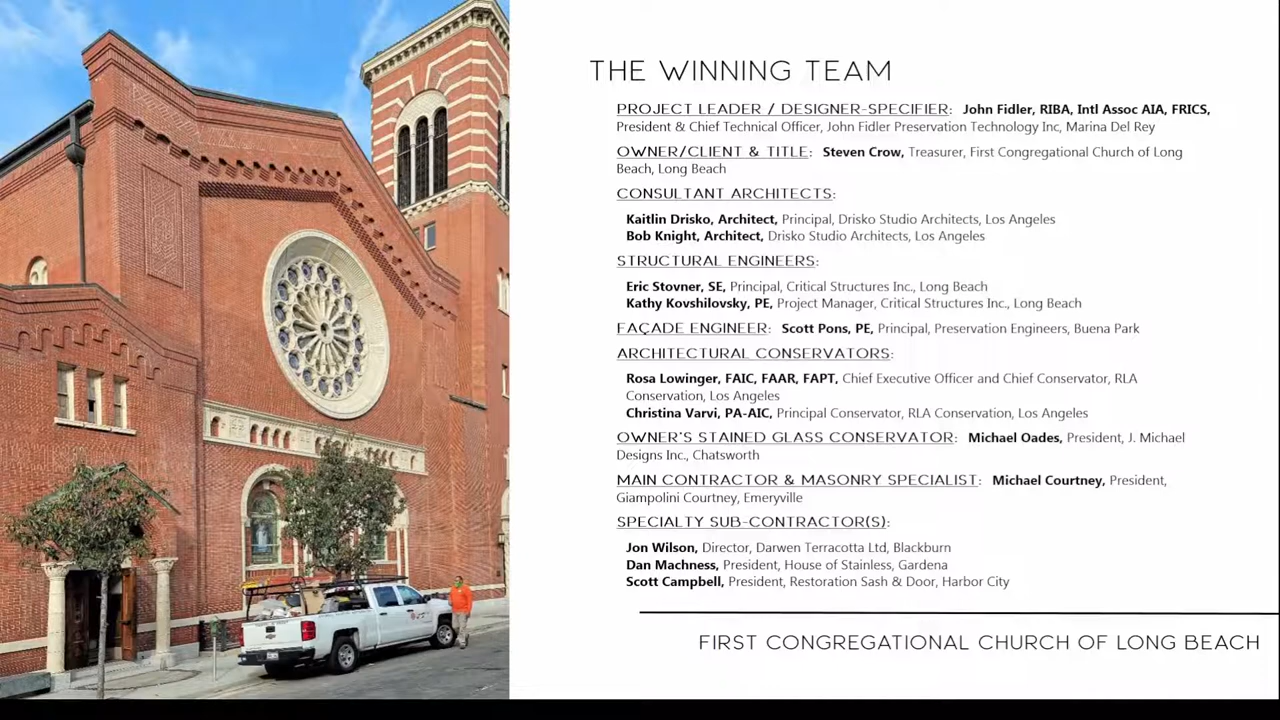 THE WINNING TEAM
PROJECT LEADER / DESIGNER-SPECIFIER: John Fidler, RIBA, Intl Assoc AIA, FRICS,
President & Chief Technical Officer, John Fidler Preservation Technology Inc, Marina Del Rey
OWNER/CLIENT & TITLE: Steven Crow, Treasurer, First Congregational Church of Long
Beach, Long Beach
CONSULTANT ARCHITECTS:
Kaitlin Drisko, Architect, Principal, Drisko Studio Architects, Los Angeles
Bob Knight, Architect, Drisko Studio Architects, Los Angeles
STRUCTURAL ENGINEERS:
Eric Stovner, SE, Principal, Critical Structures Inc., Long Beach
Kathy Kovshilovsky, PE, Project Manager, Critical Structures Inc., Long Beach
FAÇADE ENGINEER: Scott Pons, PE, Principal, Preservation Engineers, Buena Park
ARCHITECTURAL CONSERVATORS:
Rosa Lowinger, FAIC, FAAR, FAPT, Chief Executive Officer and Chief Conservator, RLA
Conservation, Los Angeles
Christina Varvi, PA-AIC, Principal Conservator, RLA Conservation, Los Angeles
OWNER'S STAINED GLASS CONSERVATOR: Michael Oades, President, J. Michael
Designs Inc., Chatsworth
MAIN CONTRACTOR & MASONRY SPECIALIST: Michael Courtney, President,
Giampolini Courtney, Emeryville
SPECIALTY SUB-CONTRACTOR(S):
Jon Wilson, Director, Darwen Terracotta Ltd, Blackburn
Dan Machness, President, House of Stainless, Gardena
Scott Campbell, President, Restoration Sash & Door, Harbor City
FIRST CONGREGATIONAL CHURCH OF LONG BEACH